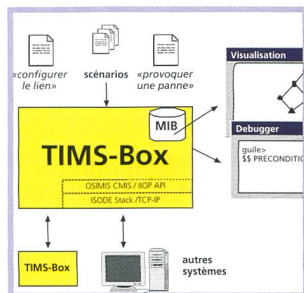 «configurer
le lien»
scénarios
«provoquer
une panne»
Visualisation
MIB
Debugger
guile>
$$ PRECONDITIO
TIMS-Box
OSIMIS CMIS / IIOP API
ISODE Stack /TCP-IP
TIMS-Box
autres
systèmes